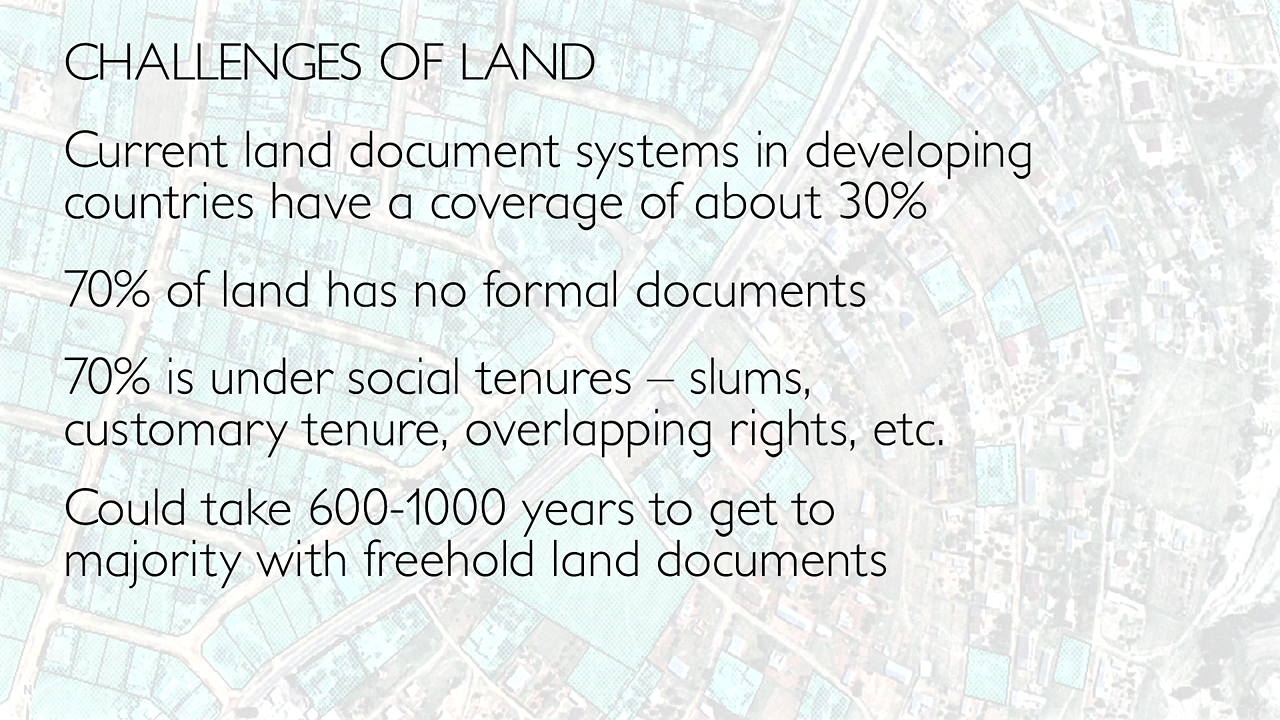 CHALLENGES OF LAND
Current land document systems in developing
countries have a coverage of about 30%
70% of land has no formal documents
70% is under social tenures – slums,
customary tenure, overlapping rights, etc.
Could take 600-1000 years to get to
majority with freehold land documents
N